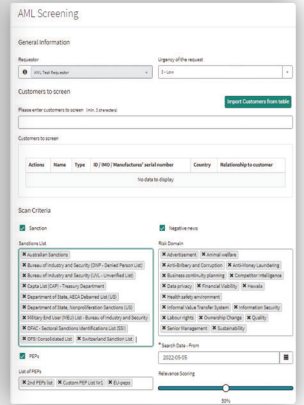 AML Screening
General Information
Requestor Urgency of the request
AML Test Requestor 3 - Low
Customers to screen
Import Customers from table
Please enter customers to screen (min. 3 characters)
Customers to screen
Actions Name Type ID / IMO / Manufactures' serial number Country Relationship to customer
No data to display
Scan Criteria
Sanction Negative news
Sanctions List Risk Domain
✖ Australian Sanctions
✖ Bureau of Industry and Security (DNP - Denied Person List)
✖ Bureau of Industry and Security (UVL - Unverified List)
✖ Capta List (CAP) - Treasury Department
✖ Department of State, AECA Debarred List (US)
✖ Department of State, Nonproliferation Sanctions (US)
✖ Military End User (MEU) List - Bureau of Industry and Security
✖ OFAC - Sectoral Sanctions Identifications List (SSI)
✖ OFSI Consolidated List ✖ Switzerland Sanction List
✖ Advertisement ✖ Animal welfare
✖ Anti-Bribery and Corruption ✖ Anti-Money Laundering
✖ Business continuity planning ✖ Competitor Intelligence
✖ Data privacy ✖ Financial Viability ✖ Hawala
✖ Health safety environment
✖ Informal Value Transfer System ✖ Information Security
✖ Labour rights ✖ Ownership Change ✖ Quality
✖ Senior Management ✖ Sustainability
PEPs
* Search Date - From
2022-05-05
List of PEPs
✖ 2nd PEPs list ✖ Custom PEP List Nr1 ✖ EU-peps
Relevance Scoring
50%